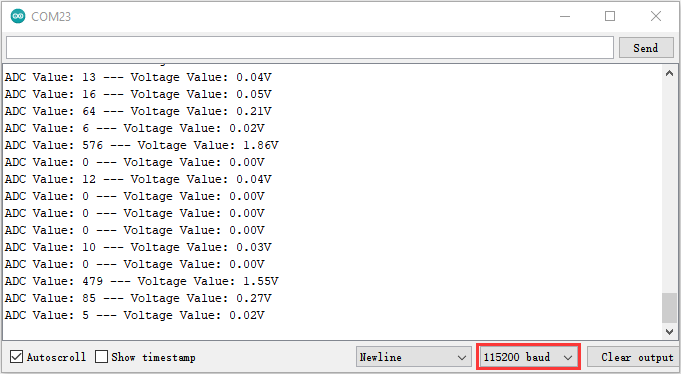 COM23
Send
ADC Value: 13 --- Voltage Value: 0.04V
ADC Value: 16 --- Voltage Value: 0.05V
ADC Value: 64 --- Voltage Value: 0.21V
ADC Value: 6 --- Voltage Value: 0.02V
ADC Value: 576 --- Voltage Value: 1.86V
ADC Value: 0 --- Voltage Value: 0.00V
ADC Value: 12 --- Voltage Value: 0.04V
ADC Value: 0 --- Voltage Value: 0.00V
ADC Value: 0 --- Voltage Value: 0.00V
ADC Value: 0 --- Voltage Value: 0.00V
ADC Value: 10 --- Voltage Value: 0.03V
ADC Value: 0 --- Voltage Value: 0.00V
ADC Value: 479 --- Voltage Value: 1.55V
ADC Value: 85 --- Voltage Value: 0.27V
ADC Value: 5 --- Voltage Value: 0.02V
Autoscroll Show timestamp Newline 115200 baud Clear output